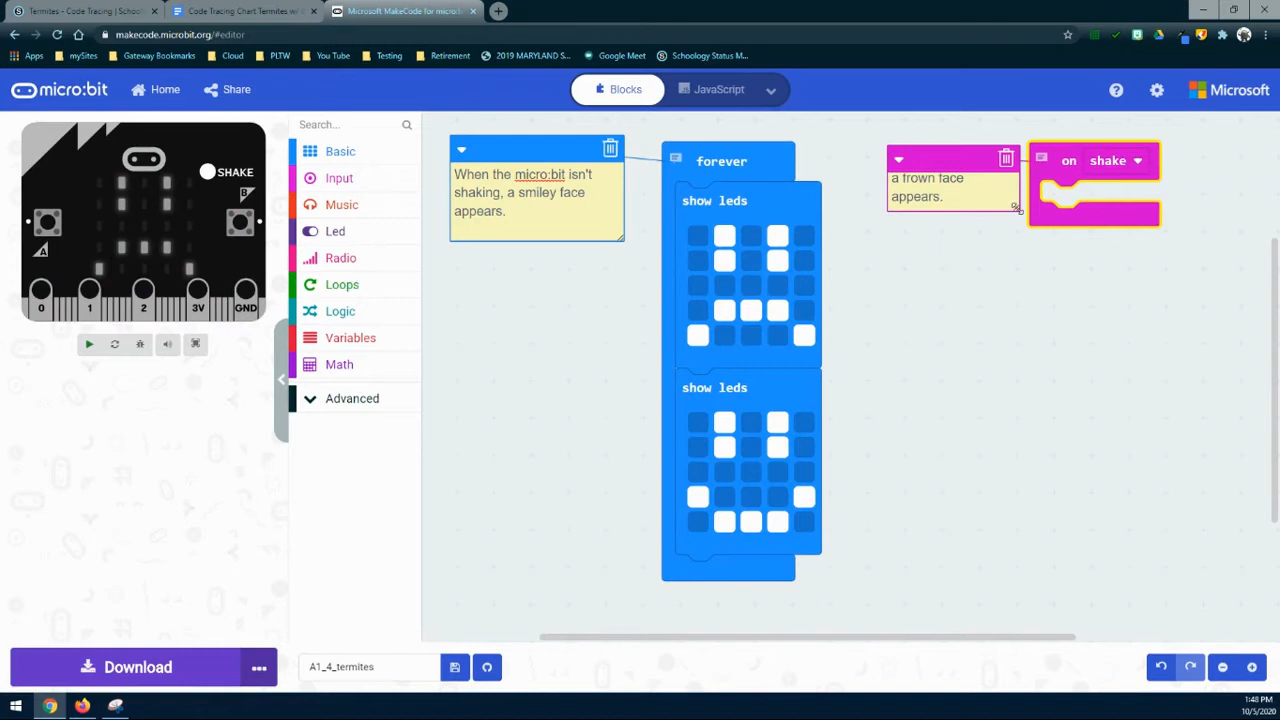 Termites - Code Tracing | School
Code Tracing Chart Termites w/ E
Microsoft MakeCode for micro:b
makecode.microbit.org/#editor
Apps mySites Gateway Bookmarks Cloud PLTW You Tube Testing Retirement 2019 MARYLAND S... Google Meet Schoology Status M...
micro:bit Home Share Blocks JavaScript Microsoft
SHAKE
B
A
0 1 2 3V GND
Search...
Basic
Input
Music
Led
Radio
Loops
Logic
Variables
Math
Advanced
When the micro:bit isn't
shaking, a smiley face
appears.
forever
show leds
show leds
a frown face
appears.
on shake
Download
A1_4_termites
1:48 PM
10/5/2020